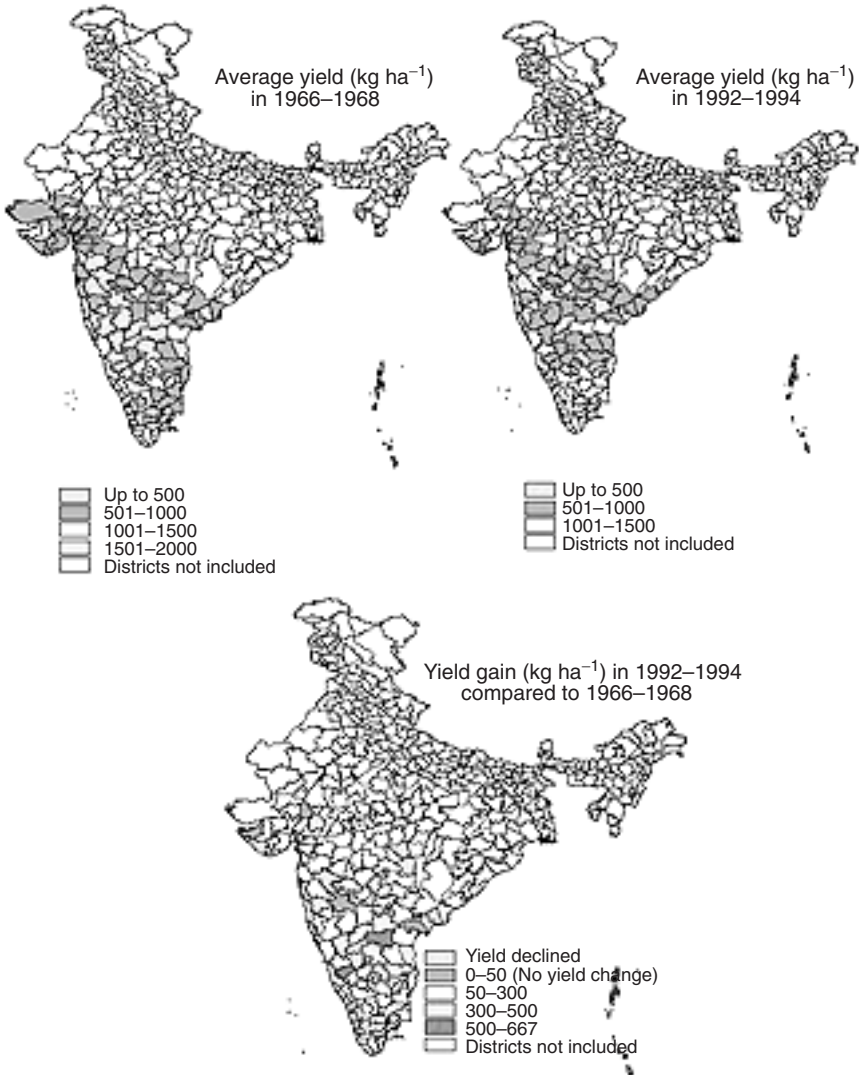 Average yield (kg ha⁻¹)
in 1966–1968
Average yield (kg ha⁻¹)
in 1992–1994
Up to 500
501–1000
1001–1500
1501–2000
Districts not included
Up to 500
501–1000
1001–1500
Districts not included
Yield gain (kg ha⁻¹) in 1992–1994
compared to 1966–1968
Yield declined
0–50 (No yield change)
50–300
300–500
500–667
Districts not included